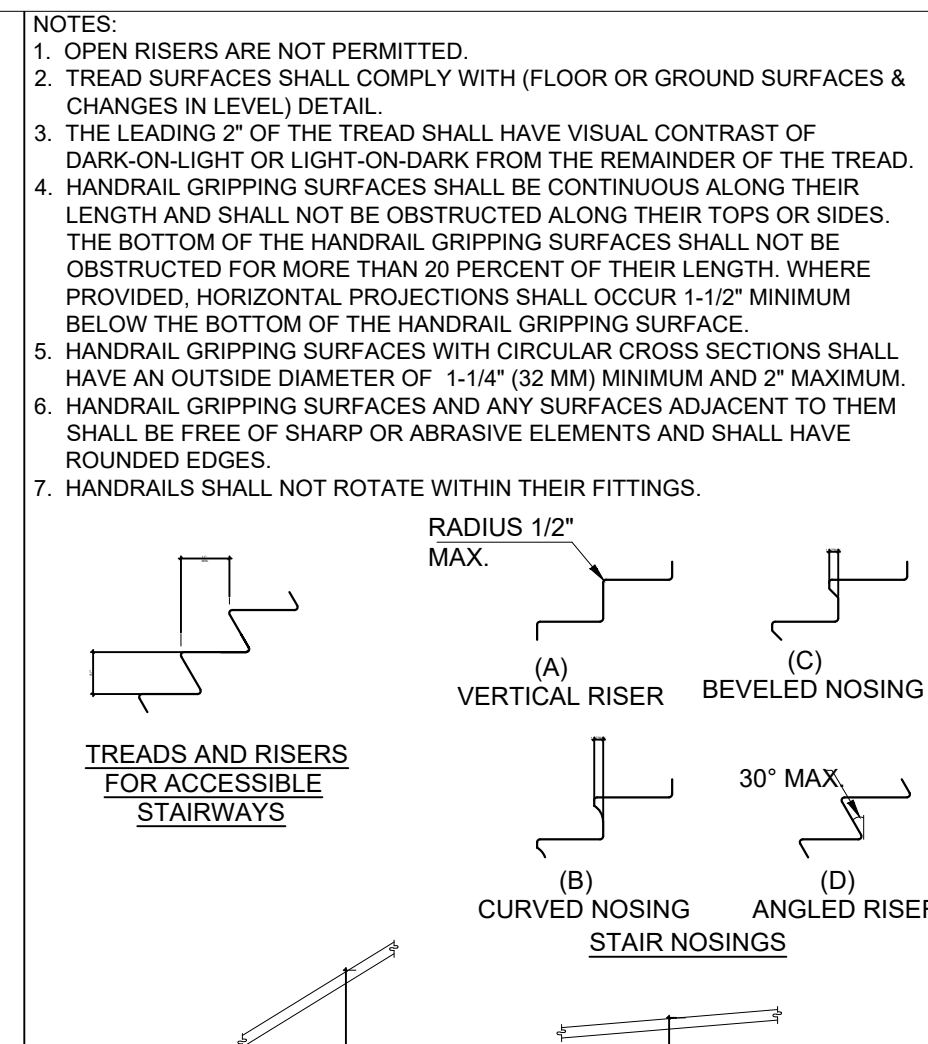 NOTES:
1. OPEN RISERS ARE NOT PERMITTED.
2. TREAD SURFACES SHALL COMPLY WITH (FLOOR OR GROUND SURFACES &
CHANGES IN LEVEL) DETAIL.
3. THE LEADING 2" OF THE TREAD SHALL HAVE VISUAL CONTRAST OF
DARK-ON-LIGHT OR LIGHT-ON-DARK FROM THE REMAINDER OF THE TREAD.
4. HANDRAIL GRIPPING SURFACES SHALL BE CONTINUOUS ALONG THEIR
LENGTH AND SHALL NOT BE OBSTRUCTED ALONG THEIR TOPS OR SIDES.
THE BOTTOM OF THE HANDRAIL GRIPPING SURFACES SHALL NOT BE
OBSTRUCTED FOR MORE THAN 20 PERCENT OF THEIR LENGTH. WHERE
PROVIDED, HORIZONTAL PROJECTIONS SHALL OCCUR 1-1/2" MINIMUM
BELOW THE BOTTOM OF THE HANDRAIL GRIPPING SURFACE.
5. HANDRAIL GRIPPING SURFACES WITH CIRCULAR CROSS SECTIONS SHALL
HAVE AN OUTSIDE DIAMETER OF 1-1/4" (32 MM) MINIMUM AND 2" MAXIMUM.
6. HANDRAIL GRIPPING SURFACES AND ANY SURFACES ADJACENT TO THEM
SHALL BE FREE OF SHARP OR ABRASIVE ELEMENTS AND SHALL HAVE
ROUNDED EDGES.
7. HANDRAILS SHALL NOT ROTATE WITHIN THEIR FITTINGS.
RADIUS 1/2"
MAX.
(A)
VERTICAL RISER
(C)
BEVELED NOSING
TREADS AND RISERS
FOR ACCESSIBLE
STAIRWAYS
30° MAX.
(B)
CURVED NOSING
(D)
ANGLED RISER
STAIR NOSINGS